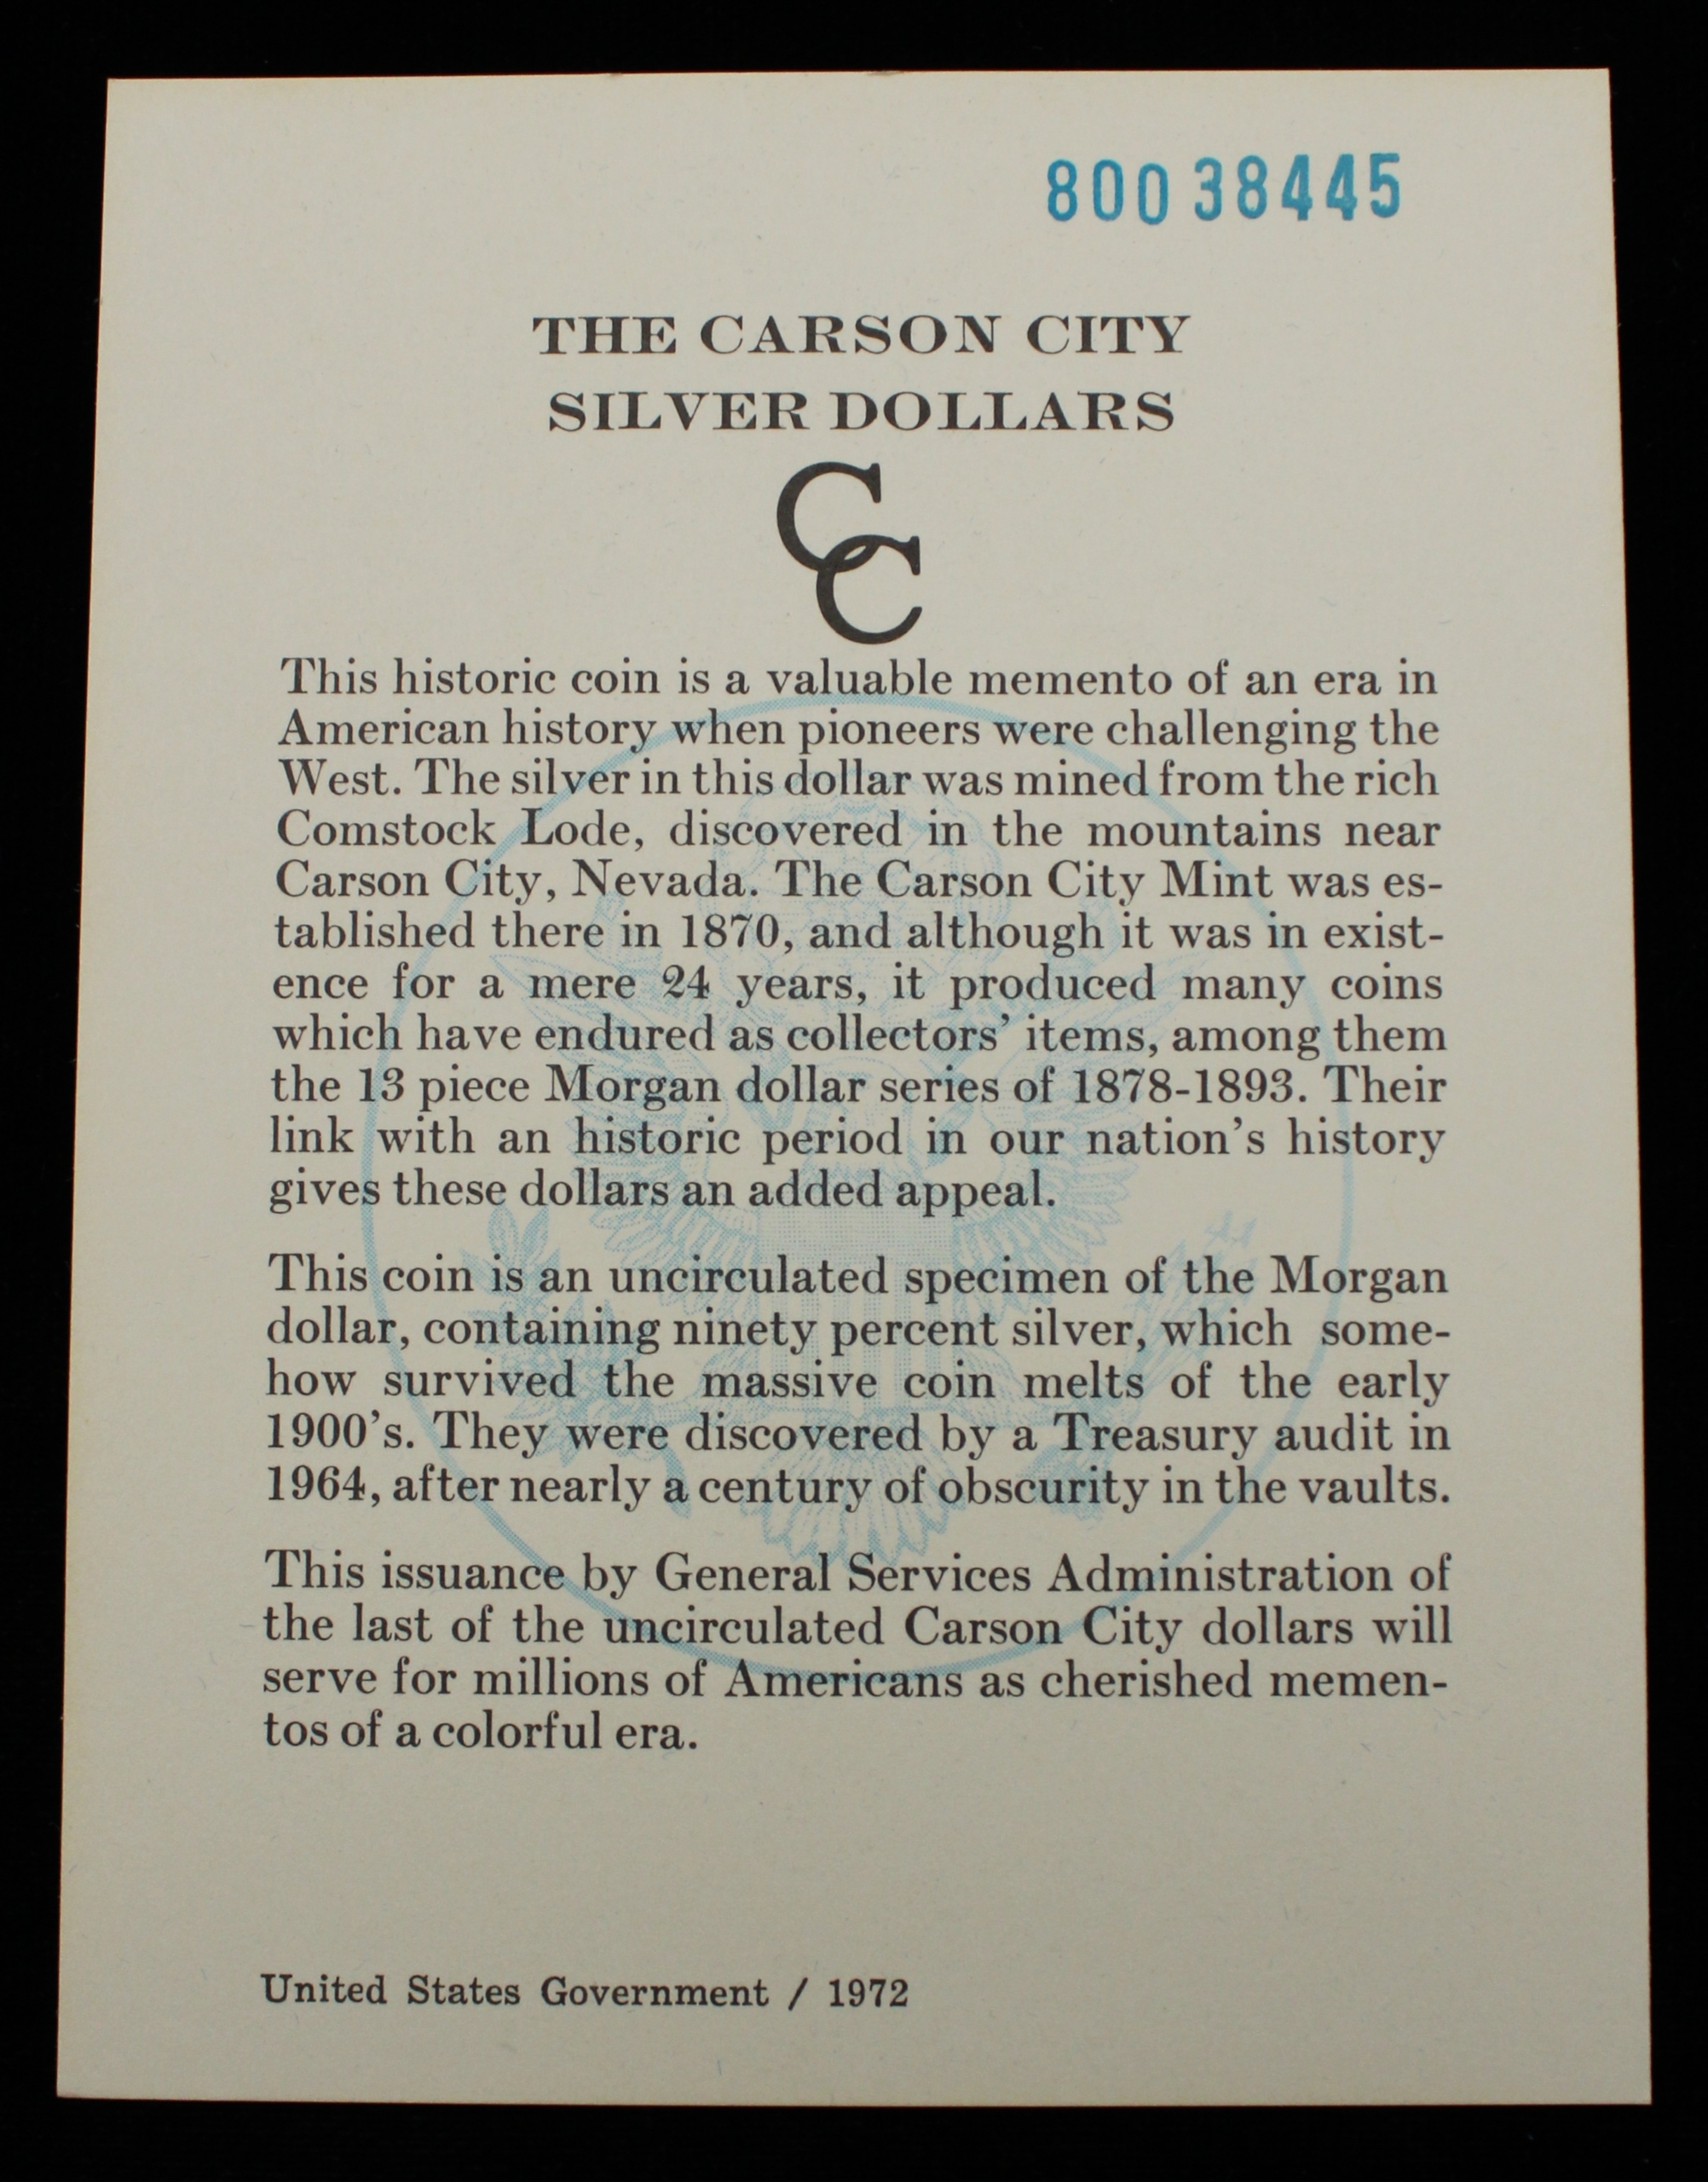 80038445
THE CARSON CITY
SILVER DOLLARS
CC
This historic coin is a valuable memento of an era in
American history when pioneers were challenging the
West. The silver in this dollar was mined from the rich
Comstock Lode, discovered in the mountains near
Carson City, Nevada. The Carson City Mint was es-
tablished there in 1870, and although it was in exist-
ence for a mere 24 years, it produced many coins
which have endured as collectors' items, among them
the 13 piece Morgan dollar series of 1878-1893. Their
link with an historic period in our nation's history
gives these dollars an added appeal.
This coin is an uncirculated specimen of the Morgan
dollar, containing ninety percent silver, which some-
how survived the massive coin melts of the early
1900's. They were discovered by a Treasury audit in
1964, after nearly a century of obscurity in the vaults.
This issuance by General Services Administration of
the last of the uncirculated Carson City dollars will
serve for millions of Americans as cherished memen-
tos of a colorful era.
United States Government / 1972